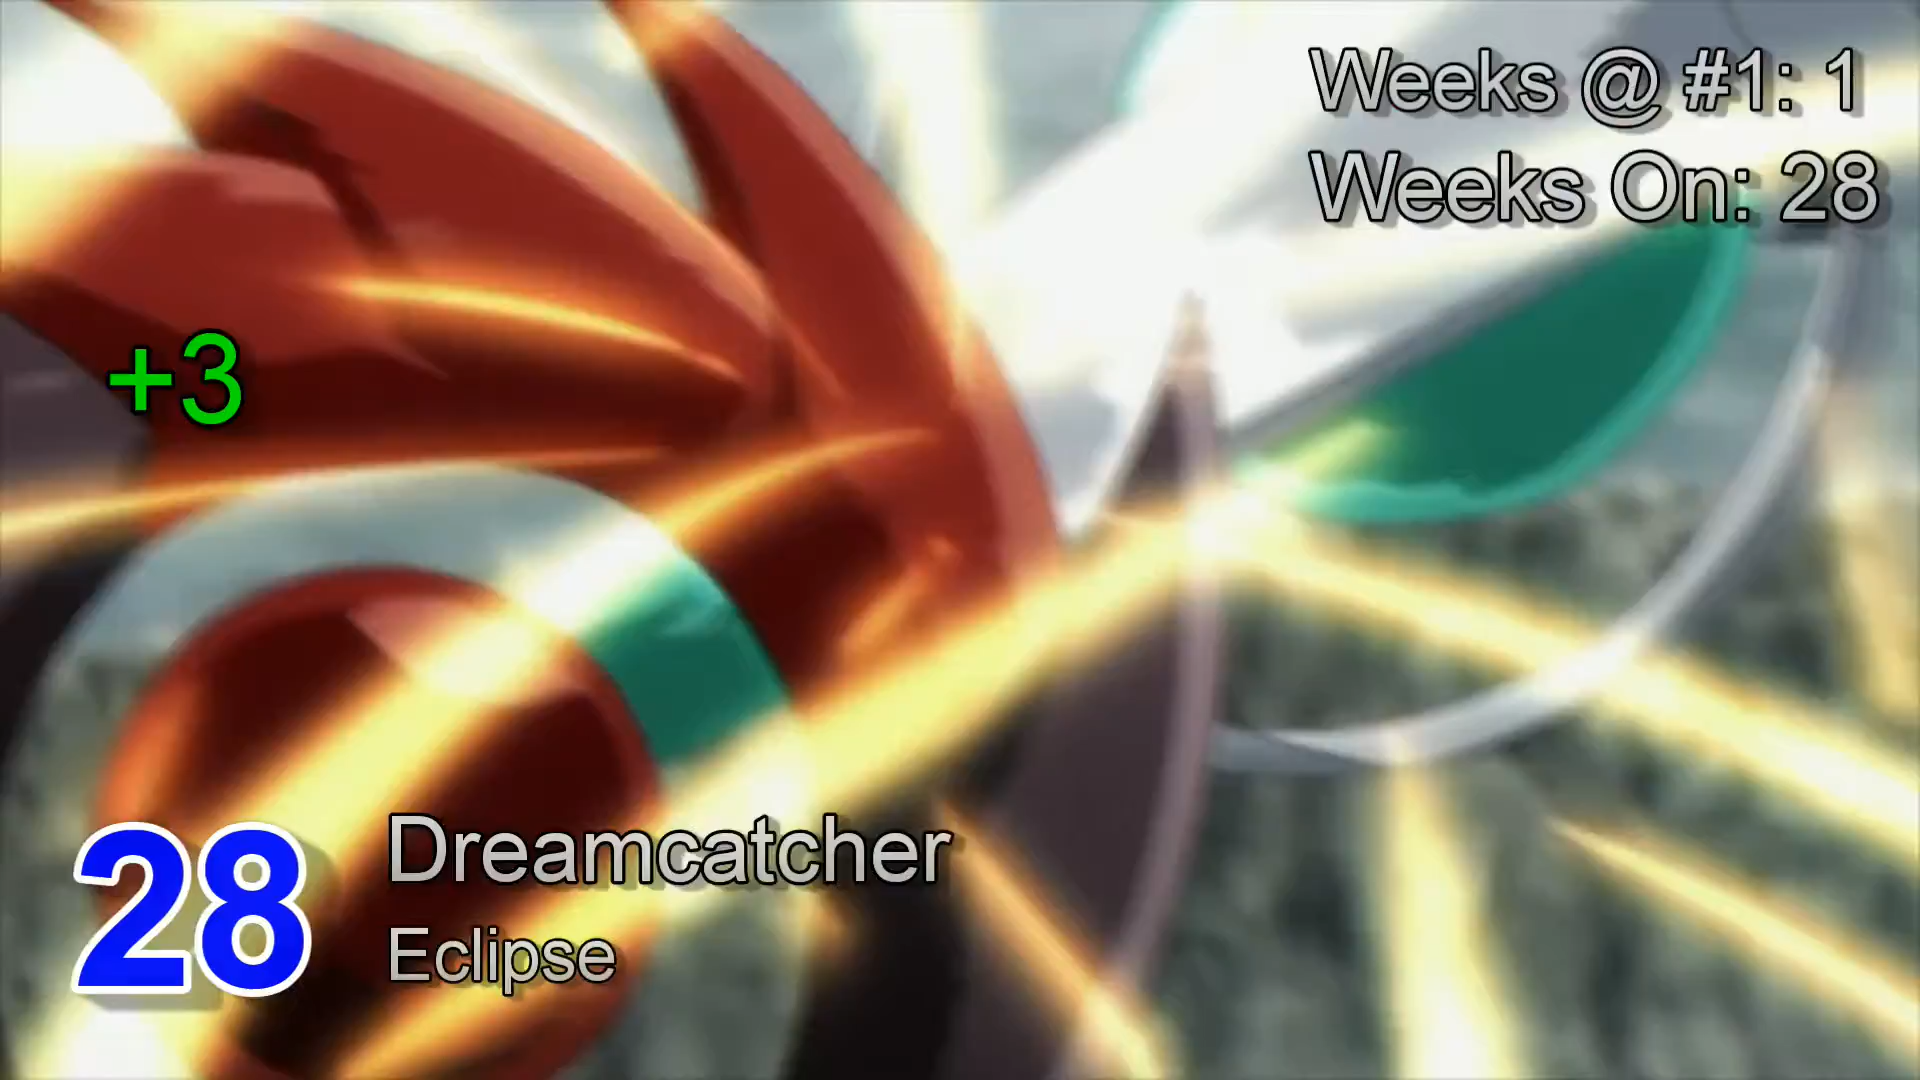 Weeks @ #1: 1
Weeks On: 28
+3
28
Dreamcatcher
Eclipse